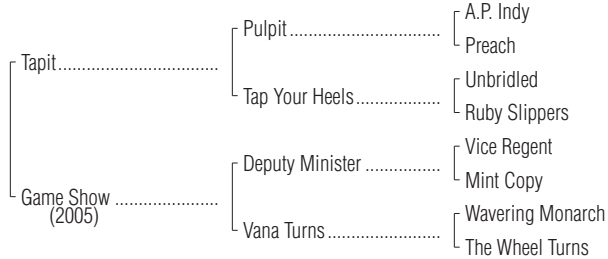 A.P. Indy
Pulpit
Preach
Tapit
Unbridled
Tap Your Heels
Ruby Slippers
Vice Regent
Deputy Minister
Mint Copy
Game Show
(2005)
Wavering Monarch
Vana Turns
The Wheel Turns